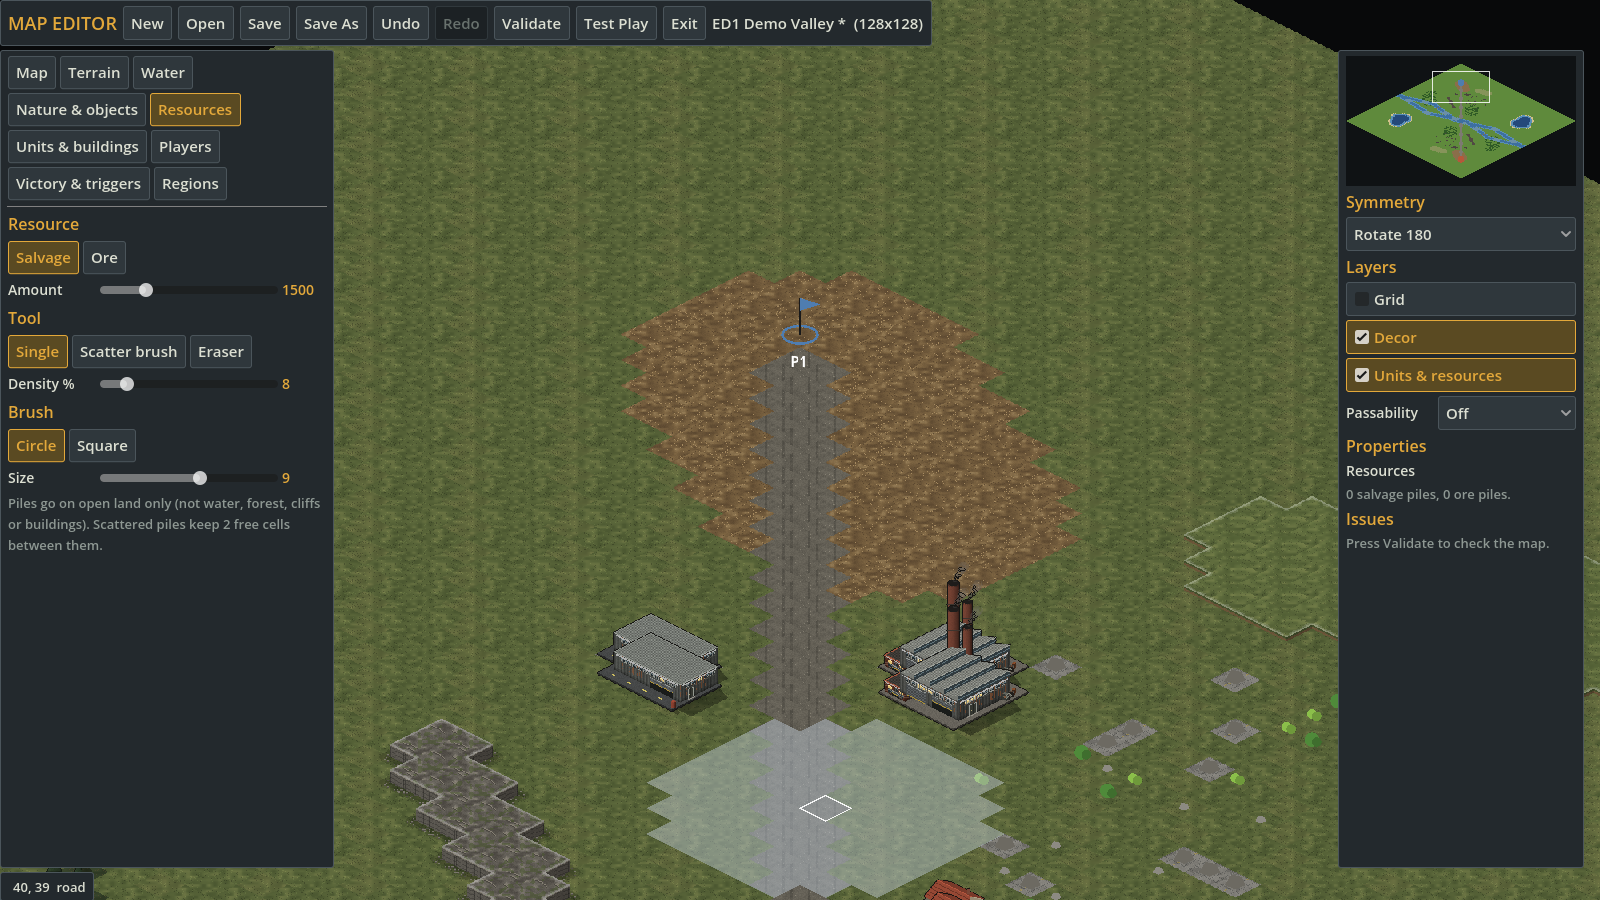 MAP EDITOR New Open Save Save As Undo Redo Validate Test Play Exit ED1 Demo Valley * (128x128)
Map Terrain Water
Nature & objects Resources
Units & buildings Players
Victory & triggers Regions
Resource
Salvage Ore
Amount 1500
Tool
Single Scatter brush Eraser
Density % 8
Brush
Circle Square
Size 9
Piles go on open land only (not water, forest, cliffs
or buildings). Scattered piles keep 2 free cells
between them.
40, 39 road
P1
Symmetry
Rotate 180
Layers
Grid
Decor
Units & resources
Passability Off
Properties
Resources
0 salvage piles, 0 ore piles.
Issues
Press Validate to check the map.